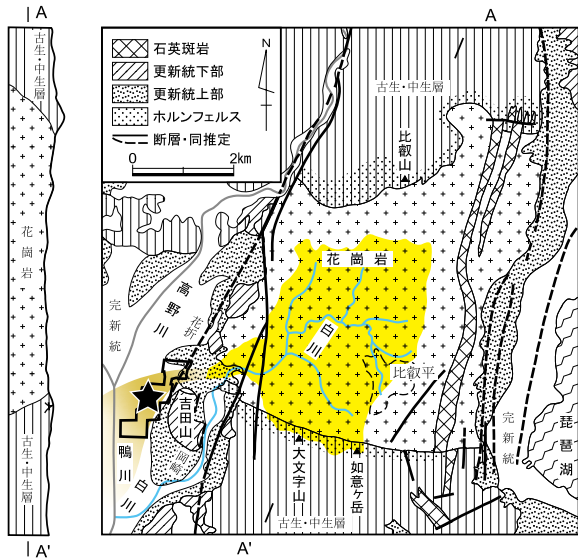 A
古生・中生層
花崗岩
古生・中生層
A'
A
石英斑岩
更新統下部
更新統上部
ホルンフェルス
断層・同推定
N
0
2km
古生・中生層
比叡山
花崗岩
白川
比叡平
高野川
花折
完新統
吉田山
岡崎
鴨川
白川
大文字山
如意ヶ岳
完新統
琵琶湖
古生・中生層
A'